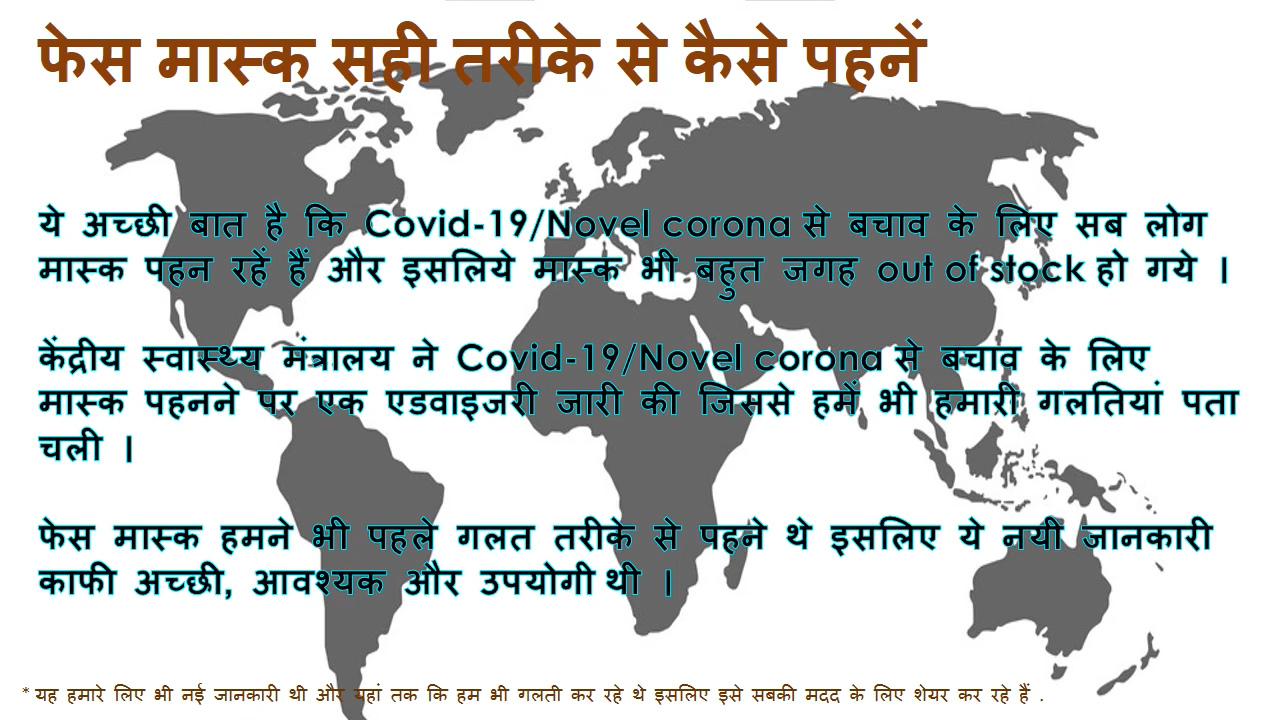 फेस मास्क सही तरीके से कैसे पहनें
ये अच्छी बात है कि Covid-19/Novel corona से बचाव के लिए सब लोग
मास्क पहन रहें हैं और इसलिये मास्क भी बहुत जगह out of stock हो गये ।
केंद्रीय स्वास्थ्य मंत्रालय ने Covid-19/Novel corona से बचाव के लिए
मास्क पहनने पर एक एडवाइजरी जारी की जिससे हमें भी हमारी गलतियां पता
चली ।
फेस मास्क हमने भी पहले गलत तरीके से पहने थे इसलिए ये नयी जानकारी
काफी अच्छी, आवश्यक और उपयोगी थी ।
* यह हमारे लिए भी नई जानकारी थी और यहां तक कि हम भी गलती कर रहे थे इसलिए इसे सबकी मदद के लिए शेयर कर रहे हैं .